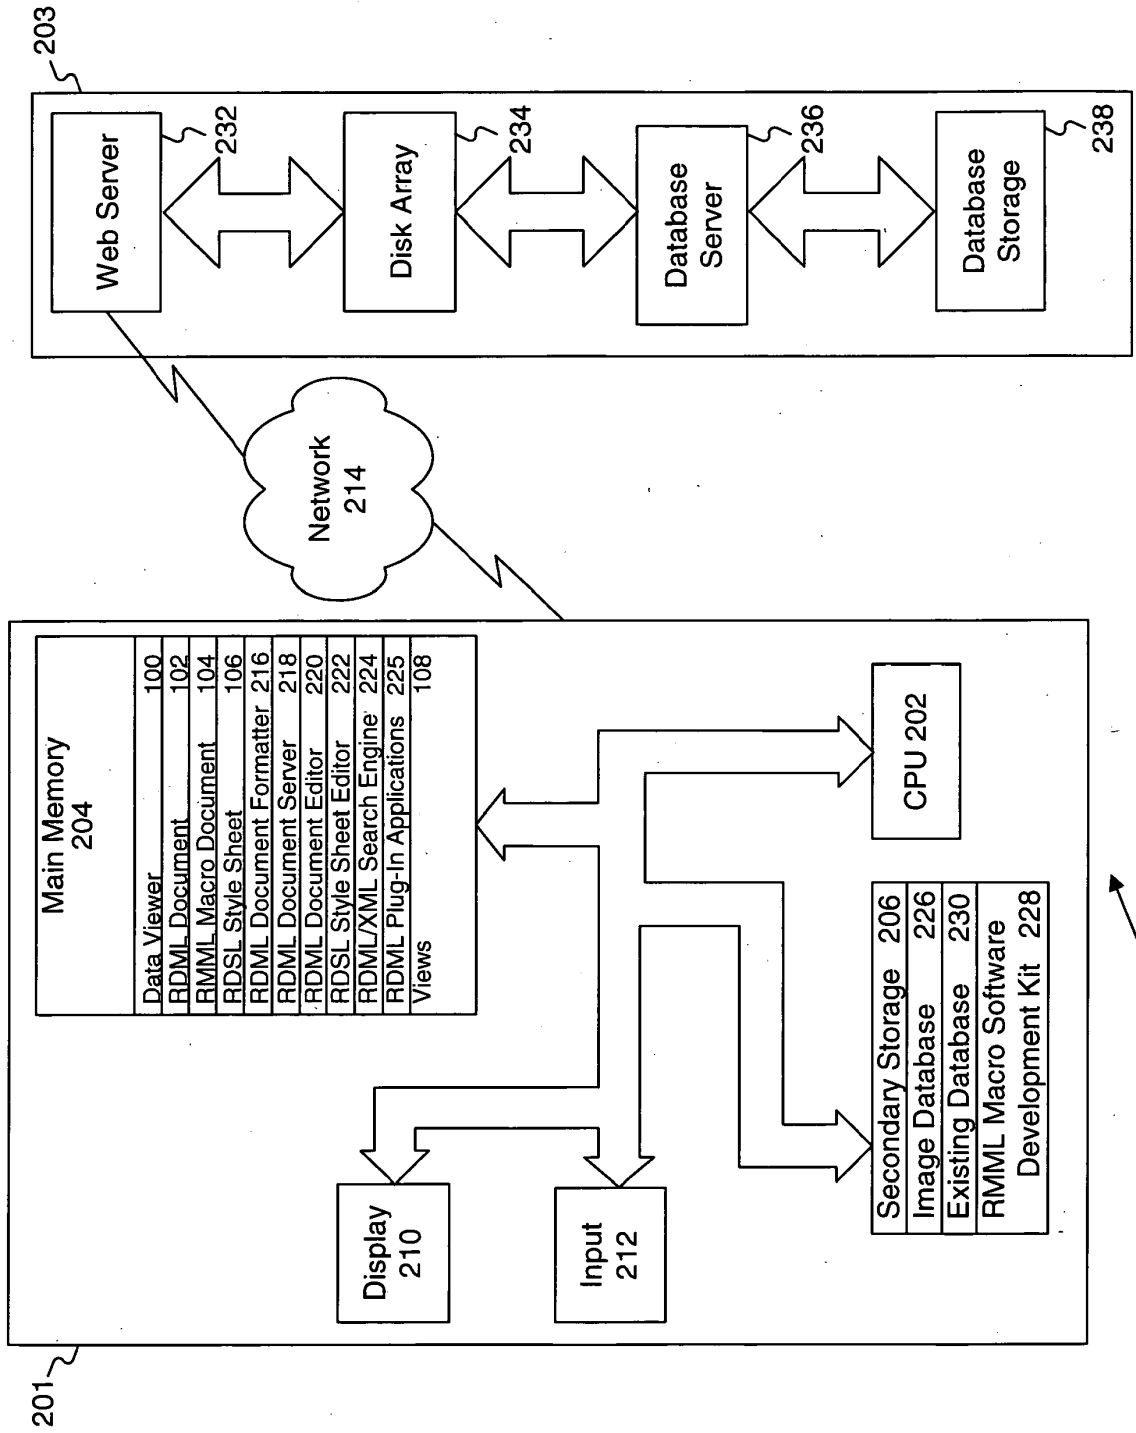 201
203
Main Memory
204
Data Viewer 100
RDML Document 102
RMML Macro Document 104
RDSL Style Sheet 106
RDML Document Formatter 216
RDML Document Server 218
RDML Document Editor 220
RDSL Style Sheet Editor 222
RDML/XML Search Engine 224
RDML Plug-In Applications 225
Views 108
Display
210
Input
212
Secondary Storage 206
Image Database 226
Existing Database 230
RMML Macro Software
Development Kit 228
CPU 202
Network
214
Web Server
232
Disk Array
234
Database
Server
236
Database
Storage
238